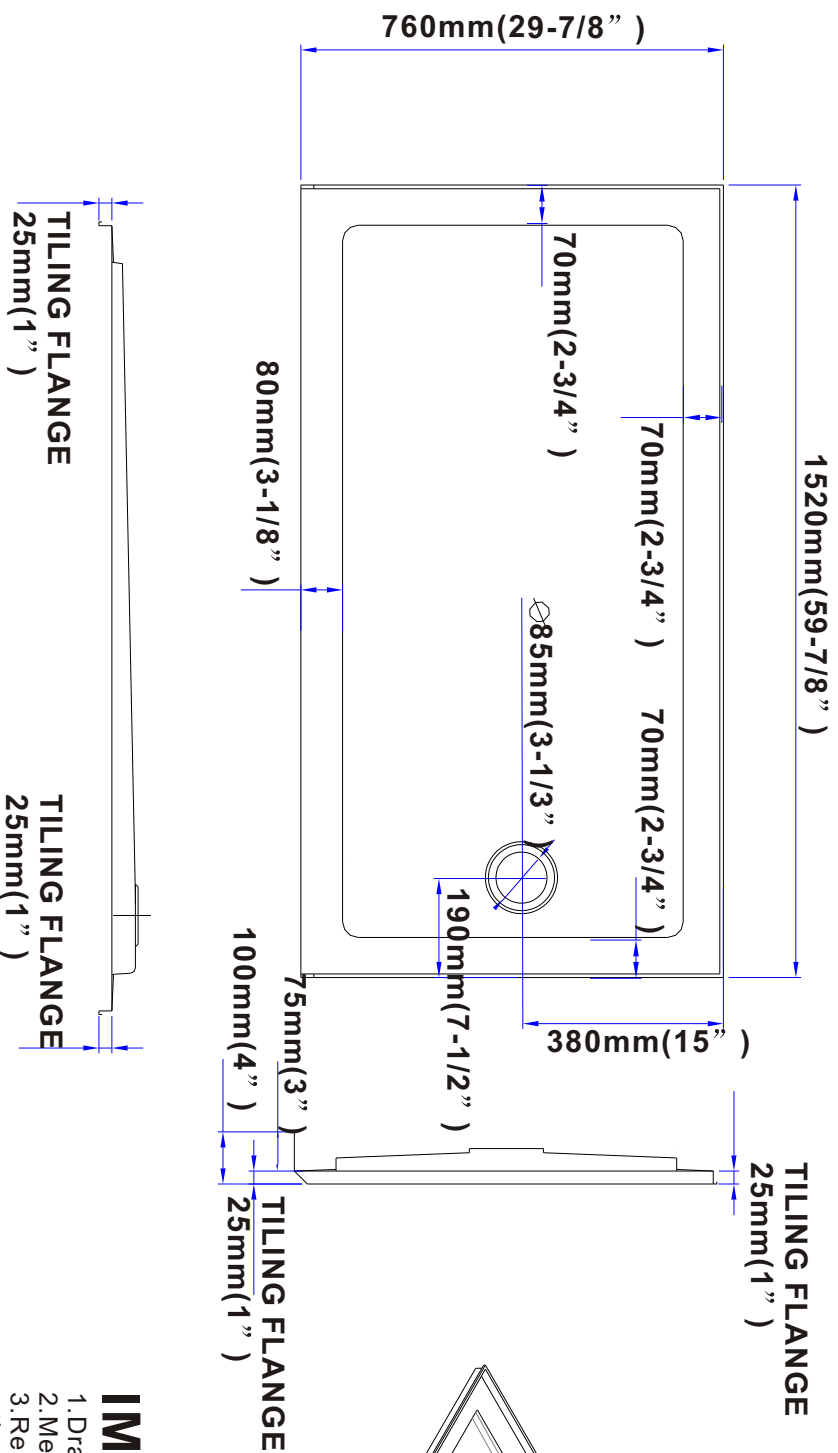 760mm(29-7/8”)
1520mm(59-7/8”)
70mm(2-3/4”)
70mm(2-3/4”)
70mm(2-3/4”)
80mm(3-1/8”)
85mm(3-1/3”)
190mm(7-1/2”)
380mm(15”)
75mm(3”)
100mm(4”)
TILING FLANGE
25mm(1”)
TILING FLANGE
25mm(1”)
TILING FLANGE
25mm(1”)
TILING FLANGE
25mm(1”)
IM
1.Dra
2.Me
3.Re